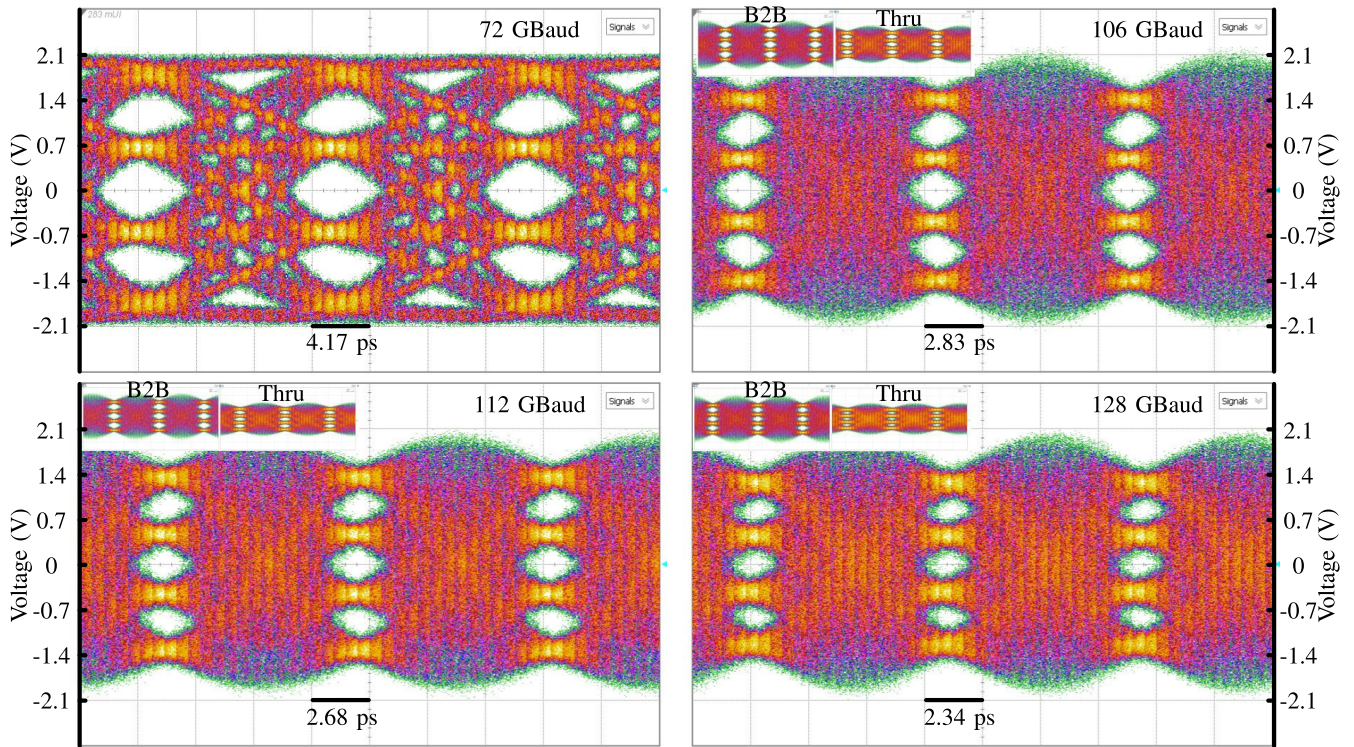 283 mUI
72 GBaud
Signals
2.1
1.4
0.7
0
-0.7
-1.4
-2.1
Voltage (V)
4.17 ps
B2B
Thru
106 GBaud
Signals
2.1
1.4
0.7
0
-0.7
-1.4
-2.1
Voltage (V)
2.83 ps
B2B
Thru
112 GBaud
Signals
2.1
1.4
0.7
0
-0.7
-1.4
-2.1
Voltage (V)
2.68 ps
B2B
Thru
128 GBaud
Signals
2.1
1.4
0.7
0
-0.7
-1.4
-2.1
Voltage (V)
2.34 ps